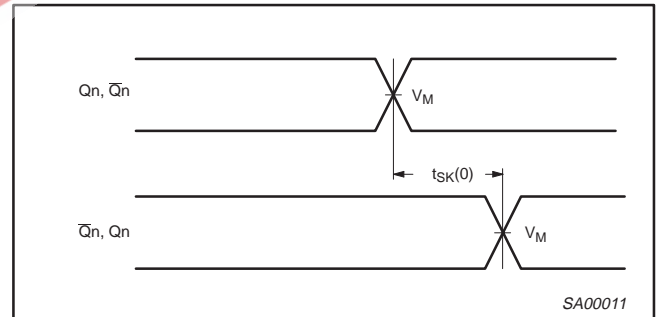 Qn, Q̅n
VM
tSK(0)
Q̅n, Qn
VM
SA00011